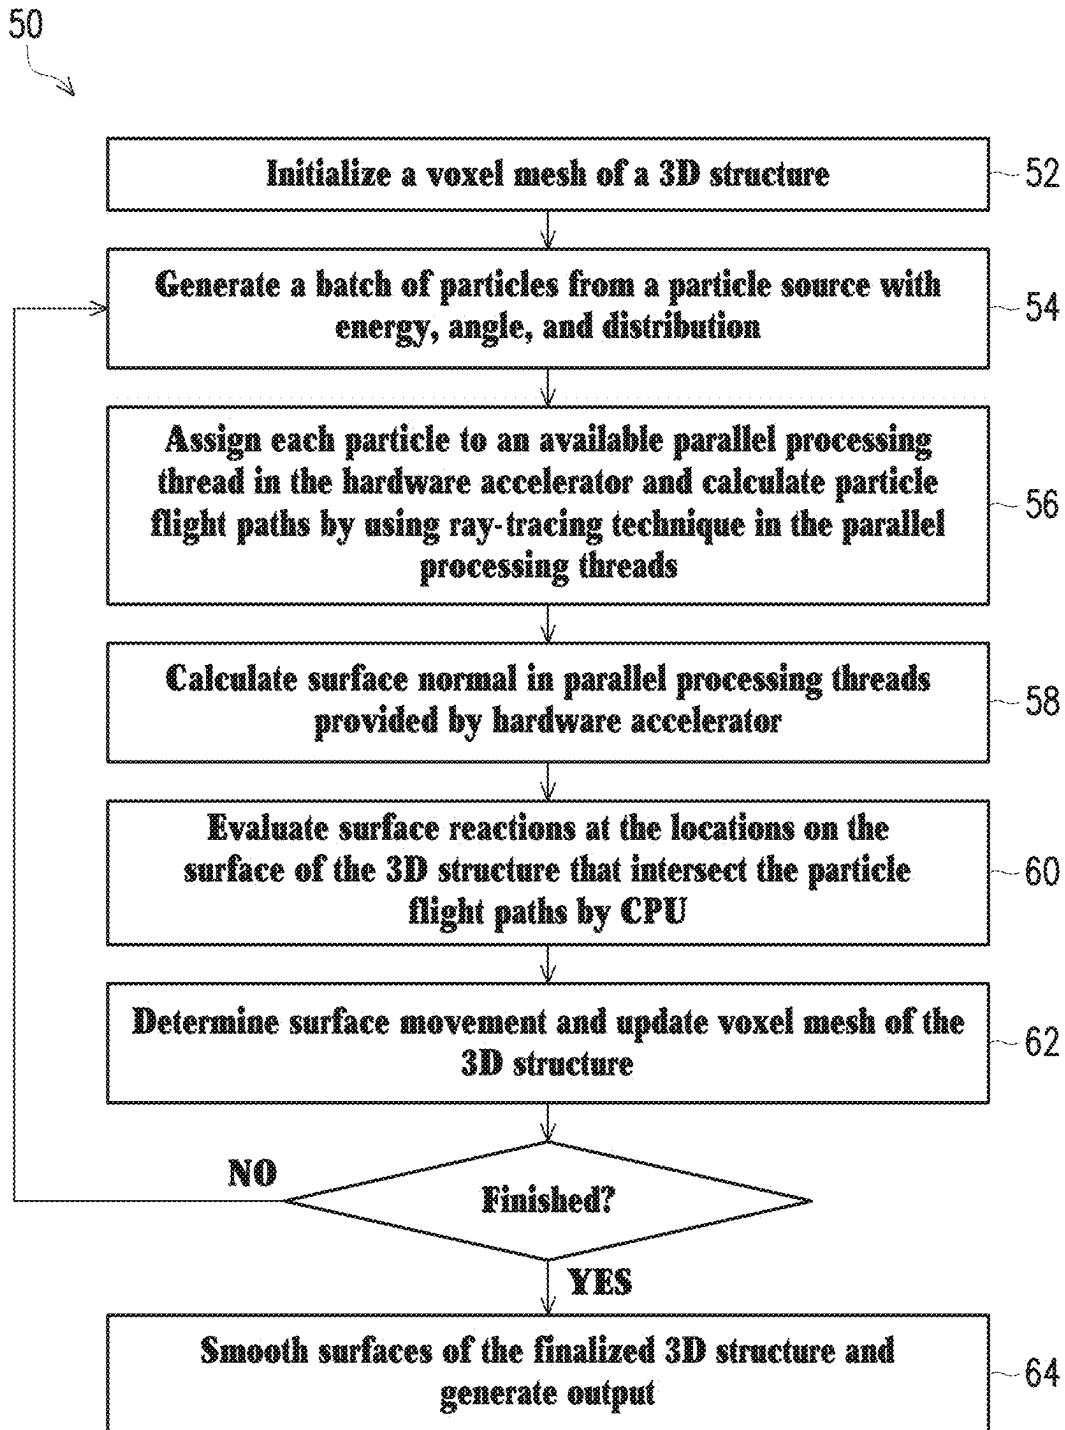 50
Initialize a voxel mesh of a 3D structure
52
Generate a batch of particles from a particle source with
energy, angle, and distribution
54
Assign each particle to an available parallel processing
thread in the hardware accelerator and calculate particle
flight paths by using ray-tracing technique in the parallel
processing threads
56
Calculate surface normal in parallel processing threads
provided by hardware accelerator
58
Evaluate surface reactions at the locations on the
surface of the 3D structure that intersect the particle
flight paths by CPU
60
Determine surface movement and update voxel mesh of the
3D structure
62
NO
Finished?
YES
Smooth surfaces of the finalized 3D structure and
generate output
64